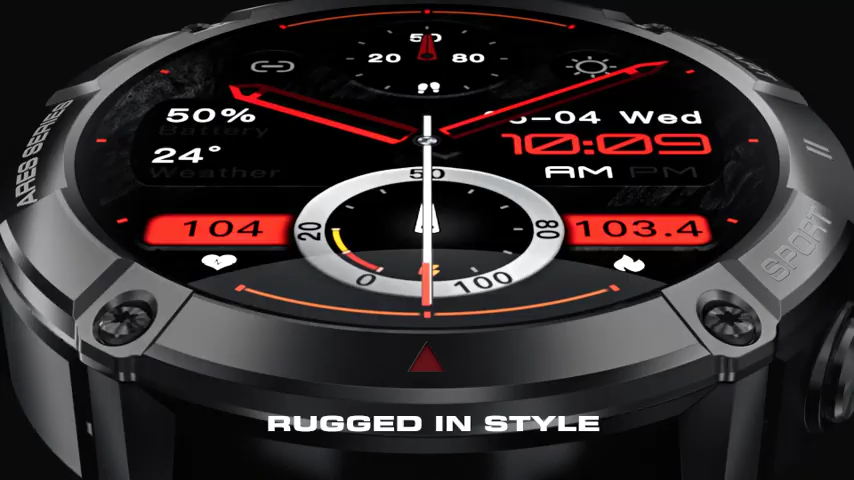 50
20 80
50%
Battery
24°
Weather
-04 Wed
10:09
AM PM
50
104
20
80
103.4
0
100
ARES SERIES
SPORT
RUGGED IN STYLE